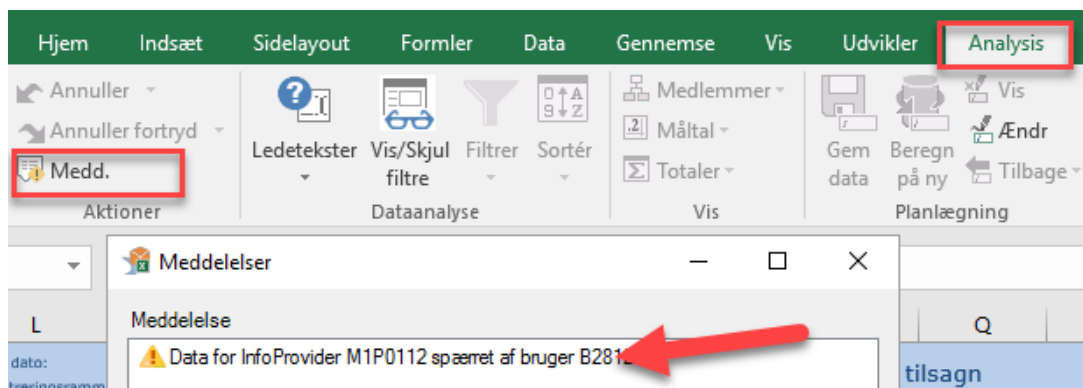 Hjem Indsæt Sidelayout Formler Data Gennemse Vis Udvikler Analysis
Annuller
Annuller fortryd
Medd.
Aktioner
Ledetekster
Vis/Skjul
filtre
Filtrer
Sortér
Dataanalyse
Medlemmer
Måltal
Totaler
Vis
Gem
data
Beregn
på ny
Vis
Ændr
Tilbage
Planlægning
Meddelelser
L
Q
Meddelelse
Data for InfoProvider M1P0112 spærret af bruger
dato:
tilsagn